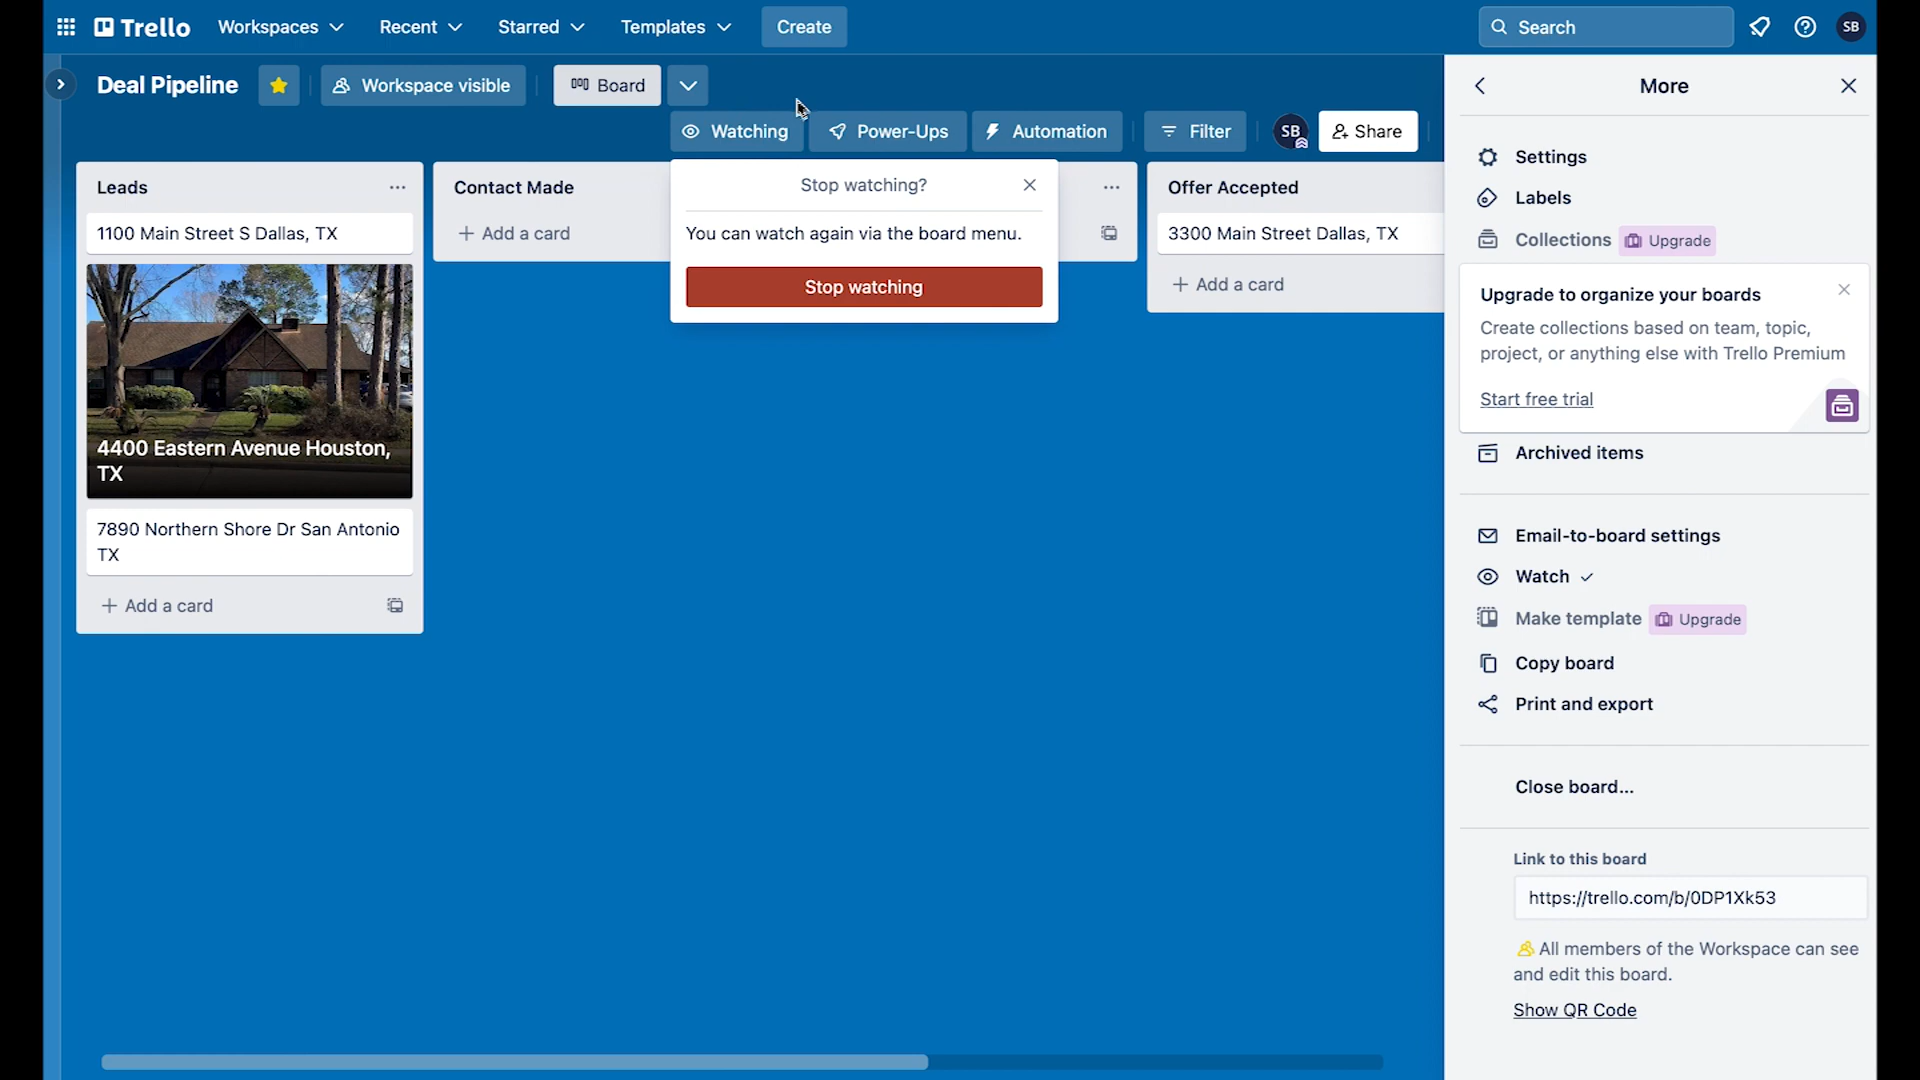 Trello
Workspaces
Recent
Starred
Templates
Create
Search
SB
Deal Pipeline
Workspace visible
Board
Watching
Power-Ups
Automation
Filter
SB
Share
Leads
1100 Main Street S Dallas, TX
4400 Eastern Avenue Houston,
TX
7890 Northern Shore Dr San Antonio
TX
Add a card
Contact Made
Add a card
Stop watching?
You can watch again via the board menu.
Stop watching
Offer Accepted
3300 Main Street Dallas, TX
Add a card
More
Settings
Labels
Collections Upgrade
Upgrade to organize your boards
Create collections based on team, topic,
project, or anything else with Trello Premium
Start free trial
Archived items
Email-to-board settings
Watch
Make template Upgrade
Copy board
Print and export
Close board...
Link to this board
https://trello.com/b/0DP1Xk53
All members of the Workspace can see
and edit this board.
Show QR Code